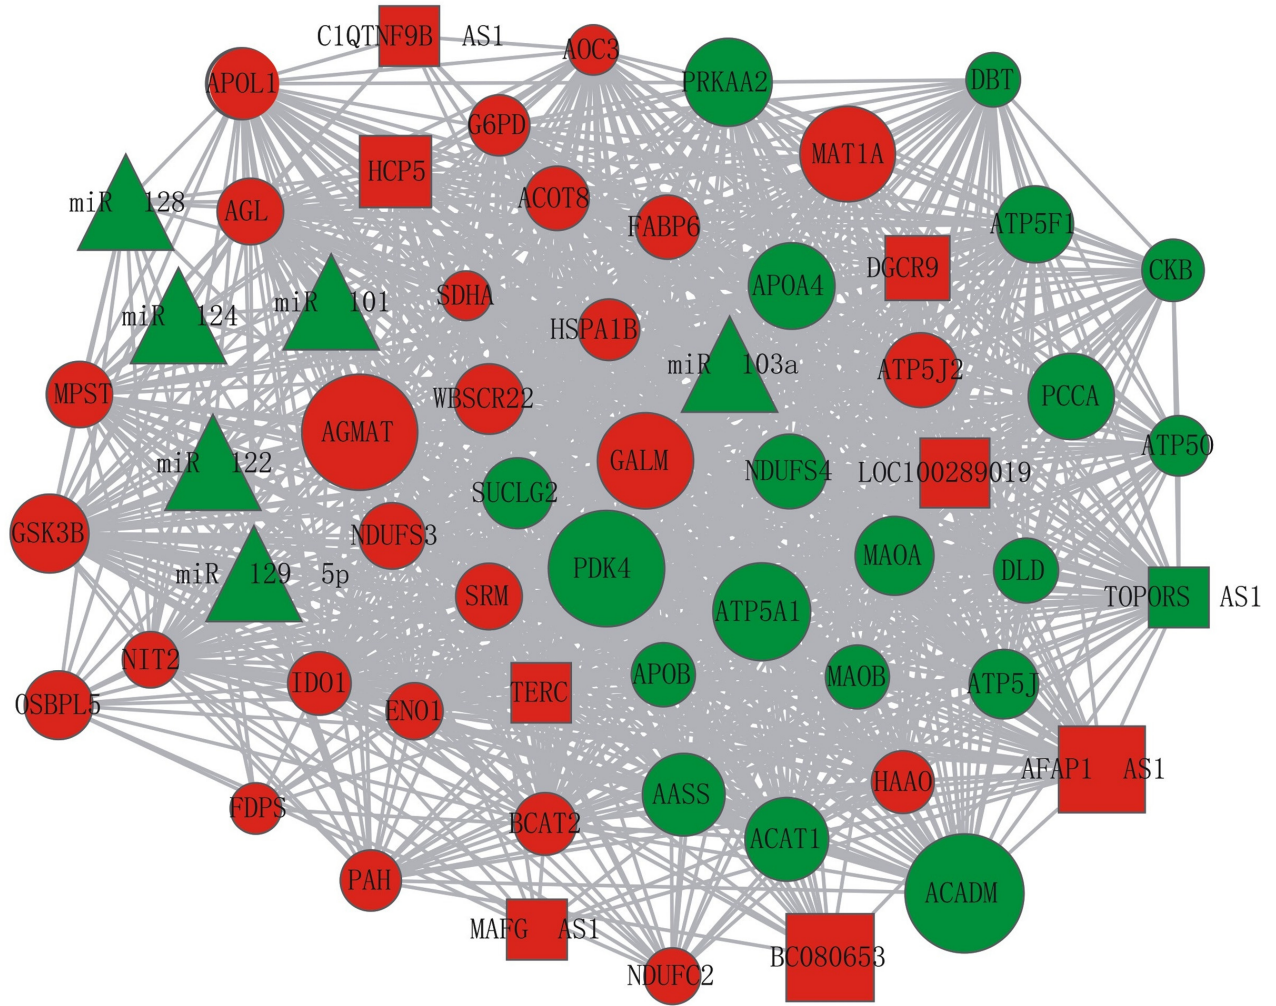 C1QTNF9B AS1
AOC3
APOL1
PRKAA2
DBT
G6PD
MAT1A
HCP5
miR 128
AGL
ACOT8
FABP6
ATP5F1
DGCR9
CKB
miR 124
miR 101
SDHA
HSPA1B
APOA4
miR 103a
ATP5J2
MPST
WBSCR22
PCCA
AGMAT
GALM
NDUFS4
LOC100289019
ATP5O
miR 122
SUCLG2
GSK3B
NDUFS3
PDK4
MAOA
DLD
miR 129 5p
SRM
ATP5A1
TOPORS AS1
NIT2
IDO1
TERC
APOB
MAOB
ATP5J
OSBPL5
ENO1
AFAP1 AS1
FDPS
BCAT2
AASS
HAAO
ACAT1
PAH
ACADM
MAFG AS1
BC080653
NDUFC2